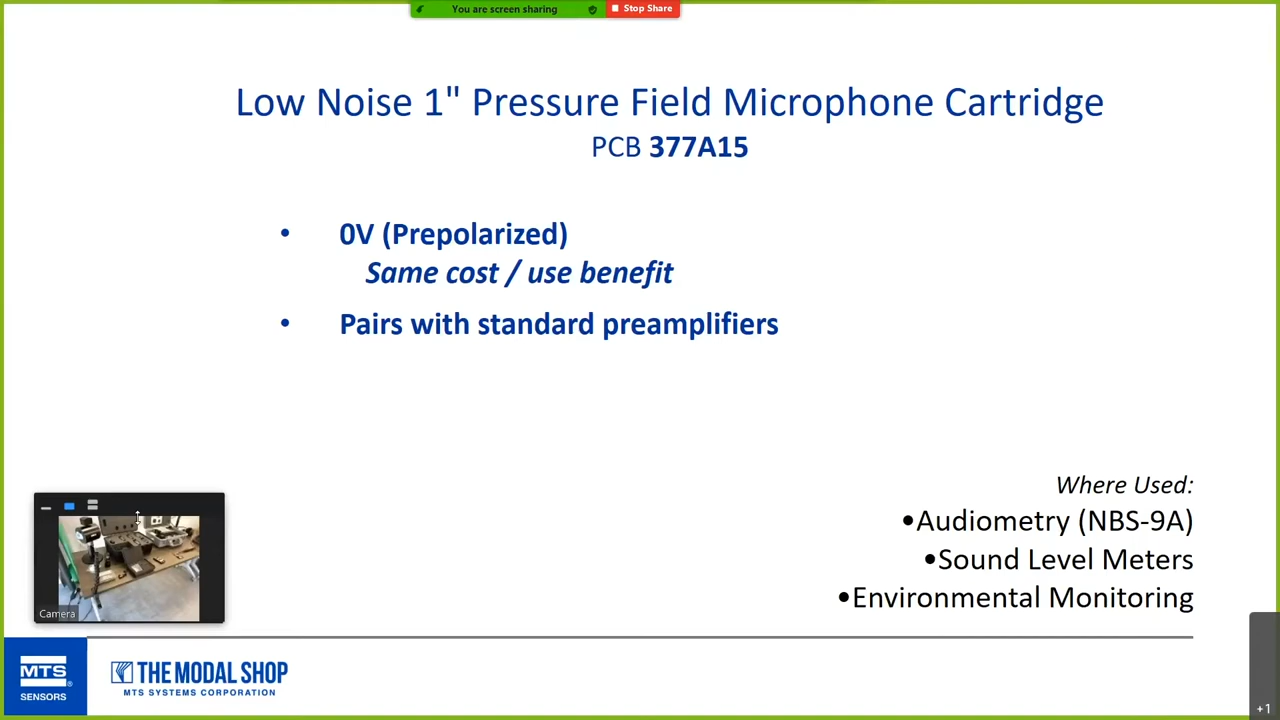 You are screen sharing
Stop Share
Low Noise 1" Pressure Field Microphone Cartridge
PCB 377A15
• 0V (Prepolarized)
Same cost / use benefit
• Pairs with standard preamplifiers
Where Used:
•Audiometry (NBS-9A)
•Sound Level Meters
•Environmental Monitoring
Camera
MTS®
SENSORS
THE MODAL SHOP
MTS SYSTEMS CORPORATION
+1